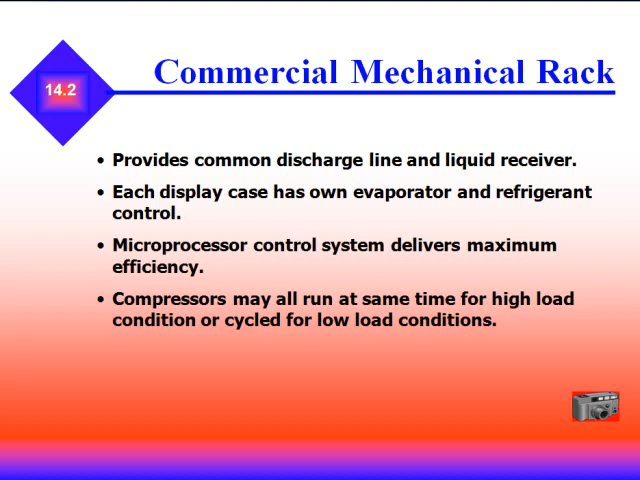 Commercial Mechanical Rack
14.2
• Provides common discharge line and liquid receiver.
• Each display case has own evaporator and refrigerant
control.
• Microprocessor control system delivers maximum
efficiency.
• Compressors may all run at same time for high load
condition or cycled for low load conditions.